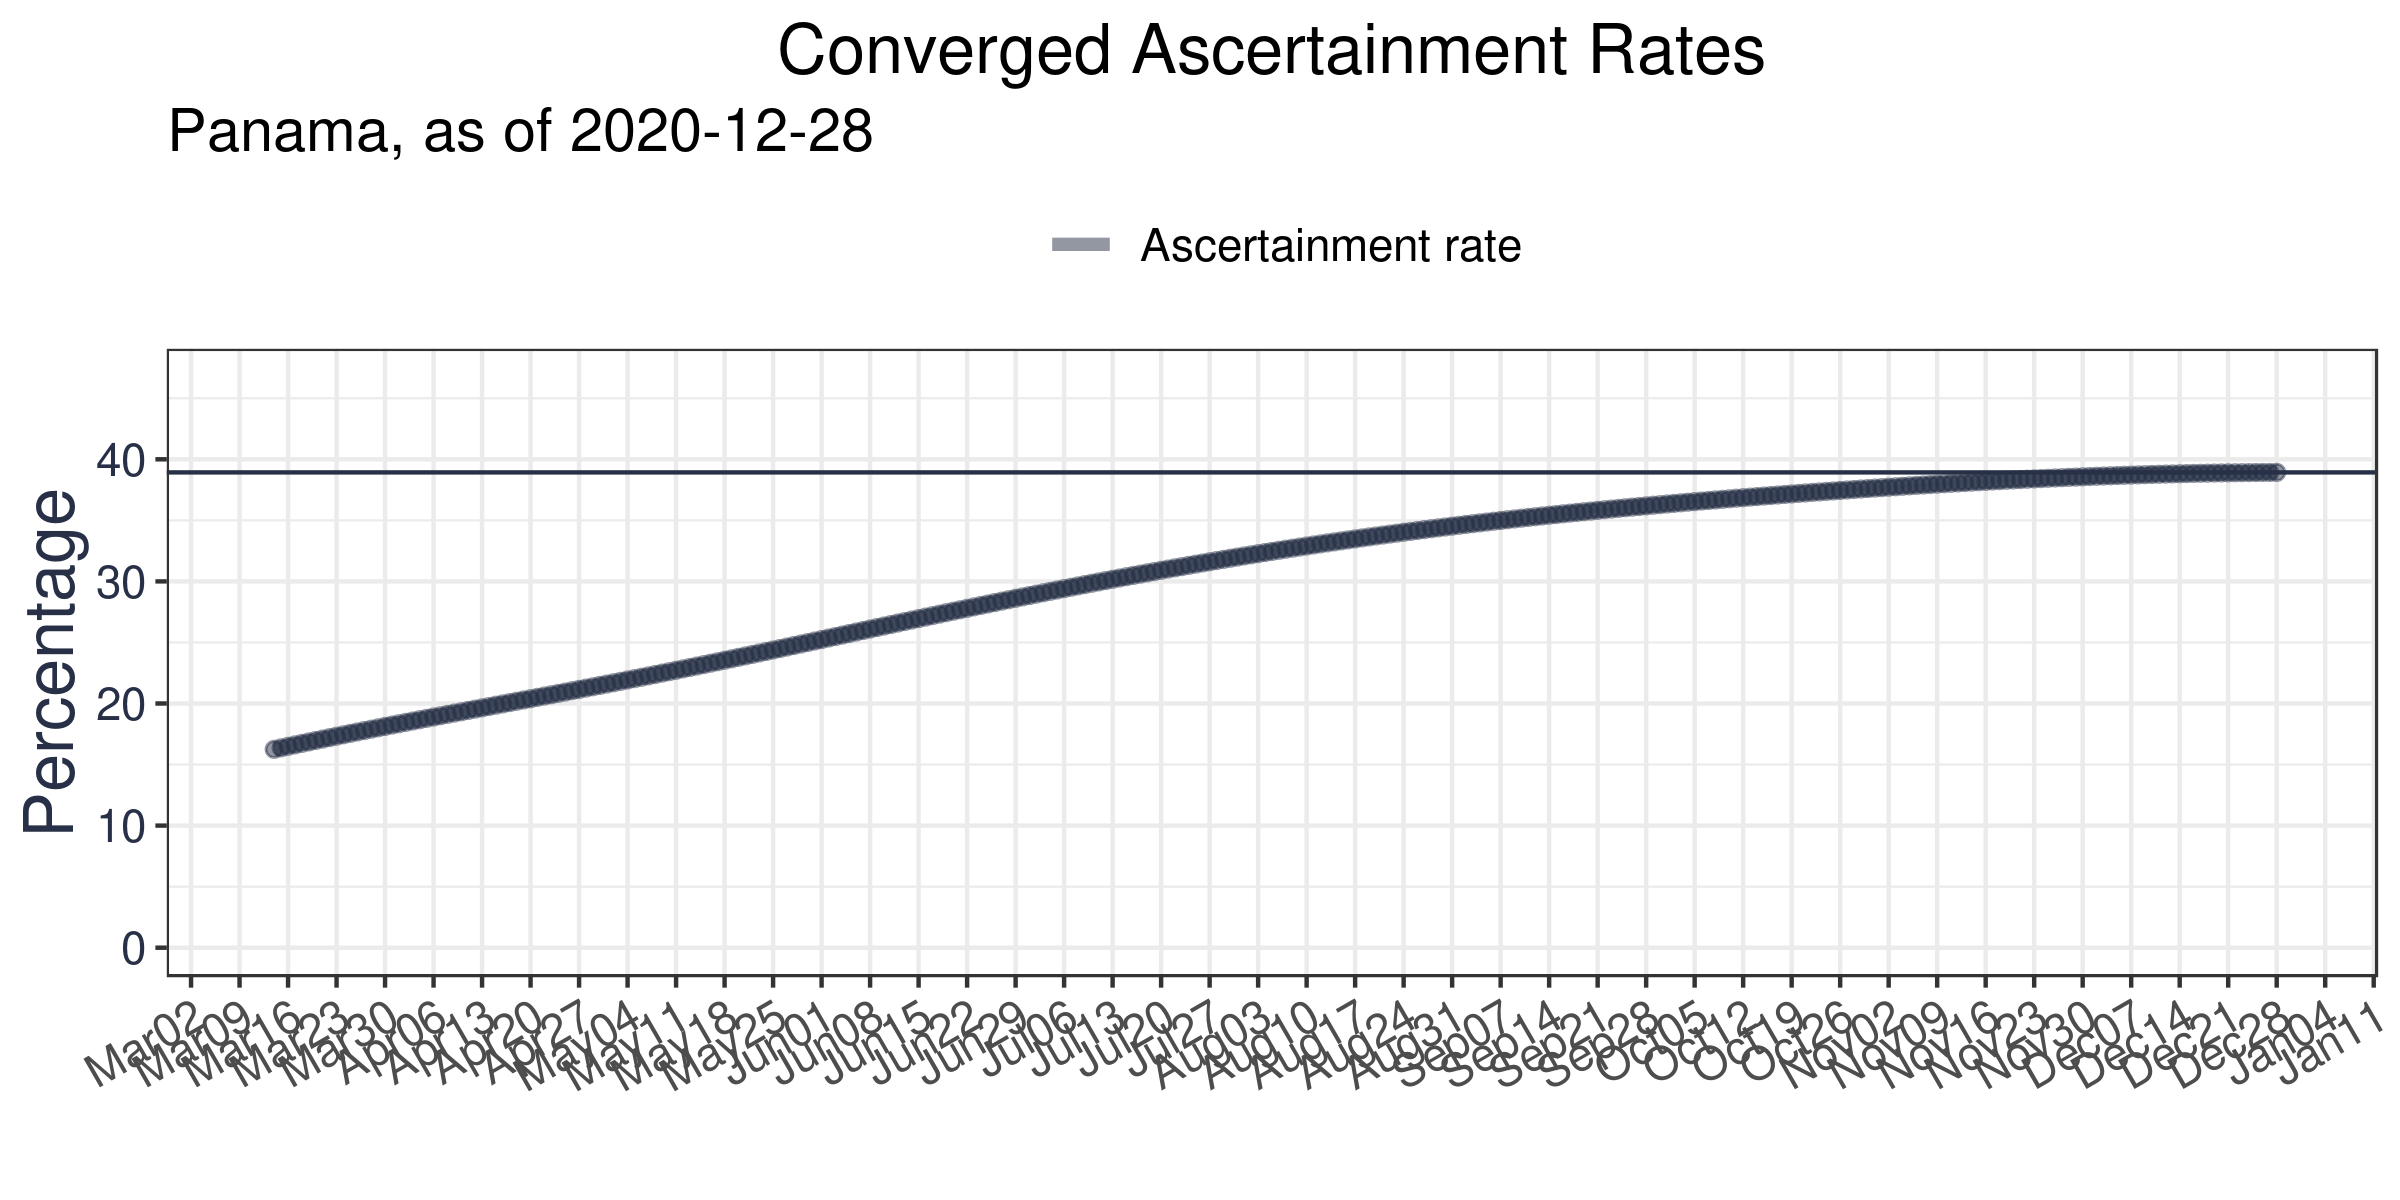 Converged Ascertainment Rates
Panama, as of 2020-12-28
Ascertainment rate
Percentage
40
30
20
10
0
Mar02
Mar09
Mar16
Mar23
Mar30
Apr06
Apr13
Apr20
Apr27
May04
May11
May18
May25
Jun01
Jun08
Jun15
Jun22
Jun29
Jul06
Jul13
Jul20
Jul27
Aug03
Aug10
Aug17
Aug24
Aug31
Sep07
Sep14
Sep21
Sep28
Oct05
Oct12
Oct19
Oct26
Nov02
Nov09
Nov16
Nov23
Nov30
Dec07
Dec14
Dec21
Dec28
Jan04
Jan11